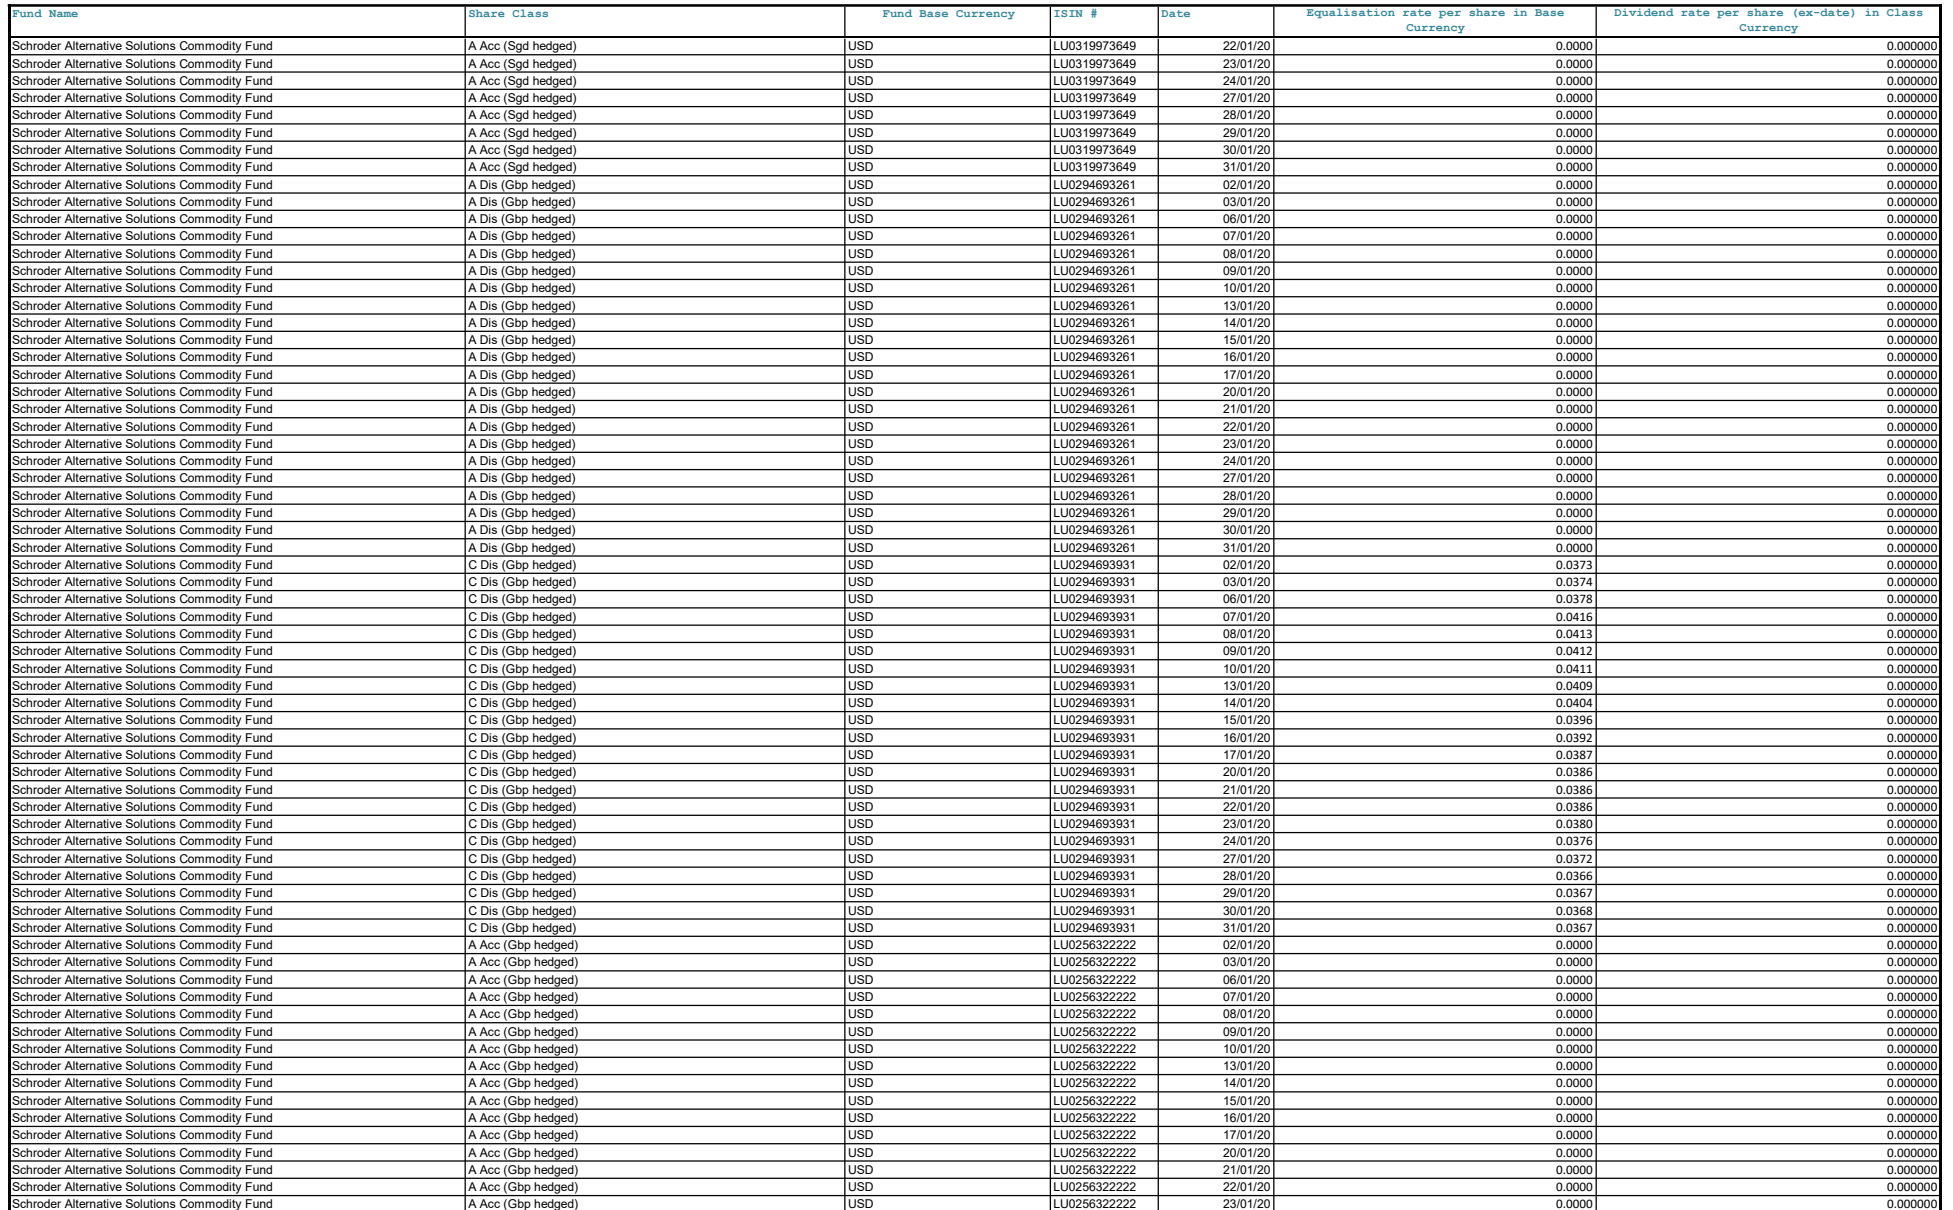 Fund Name Share Class Fund Base Currency ISIN # Date Equalisation rate per share in Base Currency Dividend rate per share (ex-date) in Class Currency
Schroder Alternative Solutions Commodity Fund A Acc (Sgd hedged) USD LU0319973649 22/01/20 0.0000 0.000000
Schroder Alternative Solutions Commodity Fund A Acc (Sgd hedged) USD LU0319973649 23/01/20 0.0000 0.000000
Schroder Alternative Solutions Commodity Fund A Acc (Sgd hedged) USD LU0319973649 24/01/20 0.0000 0.000000
Schroder Alternative Solutions Commodity Fund A Acc (Sgd hedged) USD LU0319973649 27/01/20 0.0000 0.000000
Schroder Alternative Solutions Commodity Fund A Acc (Sgd hedged) USD LU0319973649 28/01/20 0.0000 0.000000
Schroder Alternative Solutions Commodity Fund A Acc (Sgd hedged) USD LU0319973649 29/01/20 0.0000 0.000000
Schroder Alternative Solutions Commodity Fund A Acc (Sgd hedged) USD LU0319973649 30/01/20 0.0000 0.000000
Schroder Alternative Solutions Commodity Fund A Acc (Sgd hedged) USD LU0319973649 31/01/20 0.0000 0.000000
Schroder Alternative Solutions Commodity Fund A Dis (Gbp hedged) USD LU0294693261 02/01/20 0.0000 0.000000
Schroder Alternative Solutions Commodity Fund A Dis (Gbp hedged) USD LU0294693261 03/01/20 0.0000 0.000000
Schroder Alternative Solutions Commodity Fund A Dis (Gbp hedged) USD LU0294693261 06/01/20 0.0000 0.000000
Schroder Alternative Solutions Commodity Fund A Dis (Gbp hedged) USD LU0294693261 07/01/20 0.0000 0.000000
Schroder Alternative Solutions Commodity Fund A Dis (Gbp hedged) USD LU0294693261 08/01/20 0.0000 0.000000
Schroder Alternative Solutions Commodity Fund A Dis (Gbp hedged) USD LU0294693261 09/01/20 0.0000 0.000000
Schroder Alternative Solutions Commodity Fund A Dis (Gbp hedged) USD LU0294693261 10/01/20 0.0000 0.000000
Schroder Alternative Solutions Commodity Fund A Dis (Gbp hedged) USD LU0294693261 13/01/20 0.0000 0.000000
Schroder Alternative Solutions Commodity Fund A Dis (Gbp hedged) USD LU0294693261 14/01/20 0.0000 0.000000
Schroder Alternative Solutions Commodity Fund A Dis (Gbp hedged) USD LU0294693261 15/01/20 0.0000 0.000000
Schroder Alternative Solutions Commodity Fund A Dis (Gbp hedged) USD LU0294693261 16/01/20 0.0000 0.000000
Schroder Alternative Solutions Commodity Fund A Dis (Gbp hedged) USD LU0294693261 17/01/20 0.0000 0.000000
Schroder Alternative Solutions Commodity Fund A Dis (Gbp hedged) USD LU0294693261 20/01/20 0.0000 0.000000
Schroder Alternative Solutions Commodity Fund A Dis (Gbp hedged) USD LU0294693261 21/01/20 0.0000 0.000000
Schroder Alternative Solutions Commodity Fund A Dis (Gbp hedged) USD LU0294693261 22/01/20 0.0000 0.000000
Schroder Alternative Solutions Commodity Fund A Dis (Gbp hedged) USD LU0294693261 23/01/20 0.0000 0.000000
Schroder Alternative Solutions Commodity Fund A Dis (Gbp hedged) USD LU0294693261 24/01/20 0.0000 0.000000
Schroder Alternative Solutions Commodity Fund A Dis (Gbp hedged) USD LU0294693261 27/01/20 0.0000 0.000000
Schroder Alternative Solutions Commodity Fund A Dis (Gbp hedged) USD LU0294693261 28/01/20 0.0000 0.000000
Schroder Alternative Solutions Commodity Fund A Dis (Gbp hedged) USD LU0294693261 29/01/20 0.0000 0.000000
Schroder Alternative Solutions Commodity Fund A Dis (Gbp hedged) USD LU0294693261 30/01/20 0.0000 0.000000
Schroder Alternative Solutions Commodity Fund A Dis (Gbp hedged) USD LU0294693261 31/01/20 0.0000 0.000000
Schroder Alternative Solutions Commodity Fund C Dis (Gbp hedged) USD LU0294693931 02/01/20 0.0373 0.000000
Schroder Alternative Solutions Commodity Fund C Dis (Gbp hedged) USD LU0294693931 03/01/20 0.0374 0.000000
Schroder Alternative Solutions Commodity Fund C Dis (Gbp hedged) USD LU0294693931 06/01/20 0.0378 0.000000
Schroder Alternative Solutions Commodity Fund C Dis (Gbp hedged) USD LU0294693931 07/01/20 0.0416 0.000000
Schroder Alternative Solutions Commodity Fund C Dis (Gbp hedged) USD LU0294693931 08/01/20 0.0413 0.000000
Schroder Alternative Solutions Commodity Fund C Dis (Gbp hedged) USD LU0294693931 09/01/20 0.0412 0.000000
Schroder Alternative Solutions Commodity Fund C Dis (Gbp hedged) USD LU0294693931 10/01/20 0.0411 0.000000
Schroder Alternative Solutions Commodity Fund C Dis (Gbp hedged) USD LU0294693931 13/01/20 0.0409 0.000000
Schroder Alternative Solutions Commodity Fund C Dis (Gbp hedged) USD LU0294693931 14/01/20 0.0404 0.000000
Schroder Alternative Solutions Commodity Fund C Dis (Gbp hedged) USD LU0294693931 15/01/20 0.0396 0.000000
Schroder Alternative Solutions Commodity Fund C Dis (Gbp hedged) USD LU0294693931 16/01/20 0.0392 0.000000
Schroder Alternative Solutions Commodity Fund C Dis (Gbp hedged) USD LU0294693931 17/01/20 0.0387 0.000000
Schroder Alternative Solutions Commodity Fund C Dis (Gbp hedged) USD LU0294693931 20/01/20 0.0386 0.000000
Schroder Alternative Solutions Commodity Fund C Dis (Gbp hedged) USD LU0294693931 21/01/20 0.0386 0.000000
Schroder Alternative Solutions Commodity Fund C Dis (Gbp hedged) USD LU0294693931 22/01/20 0.0386 0.000000
Schroder Alternative Solutions Commodity Fund C Dis (Gbp hedged) USD LU0294693931 23/01/20 0.0380 0.000000
Schroder Alternative Solutions Commodity Fund C Dis (Gbp hedged) USD LU0294693931 24/01/20 0.0376 0.000000
Schroder Alternative Solutions Commodity Fund C Dis (Gbp hedged) USD LU0294693931 27/01/20 0.0372 0.000000
Schroder Alternative Solutions Commodity Fund C Dis (Gbp hedged) USD LU0294693931 28/01/20 0.0366 0.000000
Schroder Alternative Solutions Commodity Fund C Dis (Gbp hedged) USD LU0294693931 29/01/20 0.0367 0.000000
Schroder Alternative Solutions Commodity Fund C Dis (Gbp hedged) USD LU0294693931 30/01/20 0.0368 0.000000
Schroder Alternative Solutions Commodity Fund C Dis (Gbp hedged) USD LU0294693931 31/01/20 0.0367 0.000000
Schroder Alternative Solutions Commodity Fund A Acc (Gbp hedged) USD LU0256322222 02/01/20 0.0000 0.000000
Schroder Alternative Solutions Commodity Fund A Acc (Gbp hedged) USD LU0256322222 03/01/20 0.0000 0.000000
Schroder Alternative Solutions Commodity Fund A Acc (Gbp hedged) USD LU0256322222 06/01/20 0.0000 0.000000
Schroder Alternative Solutions Commodity Fund A Acc (Gbp hedged) USD LU0256322222 07/01/20 0.0000 0.000000
Schroder Alternative Solutions Commodity Fund A Acc (Gbp hedged) USD LU0256322222 08/01/20 0.0000 0.000000
Schroder Alternative Solutions Commodity Fund A Acc (Gbp hedged) USD LU0256322222 09/01/20 0.0000 0.000000
Schroder Alternative Solutions Commodity Fund A Acc (Gbp hedged) USD LU0256322222 10/01/20 0.0000 0.000000
Schroder Alternative Solutions Commodity Fund A Acc (Gbp hedged) USD LU0256322222 13/01/20 0.0000 0.000000
Schroder Alternative Solutions Commodity Fund A Acc (Gbp hedged) USD LU0256322222 14/01/20 0.0000 0.000000
Schroder Alternative Solutions Commodity Fund A Acc (Gbp hedged) USD LU0256322222 15/01/20 0.0000 0.000000
Schroder Alternative Solutions Commodity Fund A Acc (Gbp hedged) USD LU0256322222 16/01/20 0.0000 0.000000
Schroder Alternative Solutions Commodity Fund A Acc (Gbp hedged) USD LU0256322222 17/01/20 0.0000 0.000000
Schroder Alternative Solutions Commodity Fund A Acc (Gbp hedged) USD LU0256322222 20/01/20 0.0000 0.000000
Schroder Alternative Solutions Commodity Fund A Acc (Gbp hedged) USD LU0256322222 21/01/20 0.0000 0.000000
Schroder Alternative Solutions Commodity Fund A Acc (Gbp hedged) USD LU0256322222 22/01/20 0.0000 0.000000
Schroder Alternative Solutions Commodity Fund A Acc (Gbp hedged) USD LU0256322222 23/01/20 0.0000 0.000000